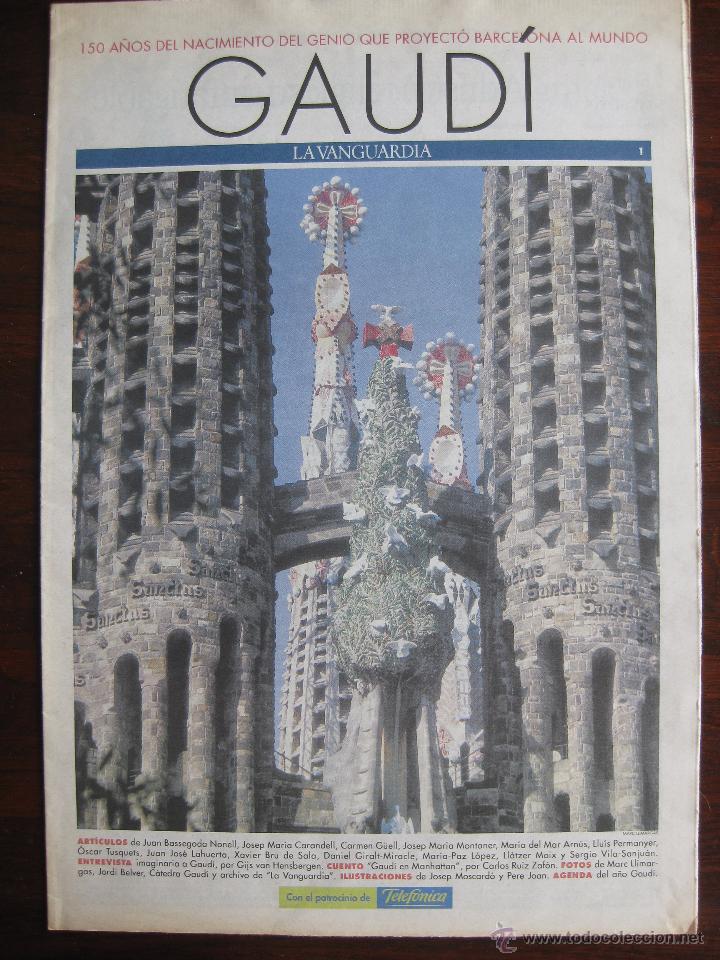 150 AÑOS DEL NACIMIENTO DEL GENIO QUE PROYECTÓ BARCELONA AL MUNDO
GAUDÍ
LA VANGUARDIA 1
Sanctus
Sanctus
Sanctus
Sanctus
Sanctus
Sanctus
ARTÍCULOS de Juan Bassegoda Nonell, Josep Maria Carandell, Carmen Güell, Josep Maria Montaner, María del Mar Arnús, Lluís Permanyer,
Óscar Tusquets, Juan José Lahuerta, Xavier Bru de Sala, Daniel Giralt-Miracle, Maria-Paz López, Llàtzer Moix y Sergio Vila-Sanjuán.
ENTREVISTA imaginaria a Gaudí, por Gijs van Hensbergen. CUENTO "Gaudí en Manhattan", por Carlos Ruiz Zafón. FOTOS de Marc Llimar-
gas, Jordi Belver, Cátedra Gaudí y archivo de "La Vanguardia". ILUSTRACIONES de Josep Moscardó y Pere Joan. AGENDA del año Gaudí.
Con el patrocinio de Telefónica
www.todocoleccion.net